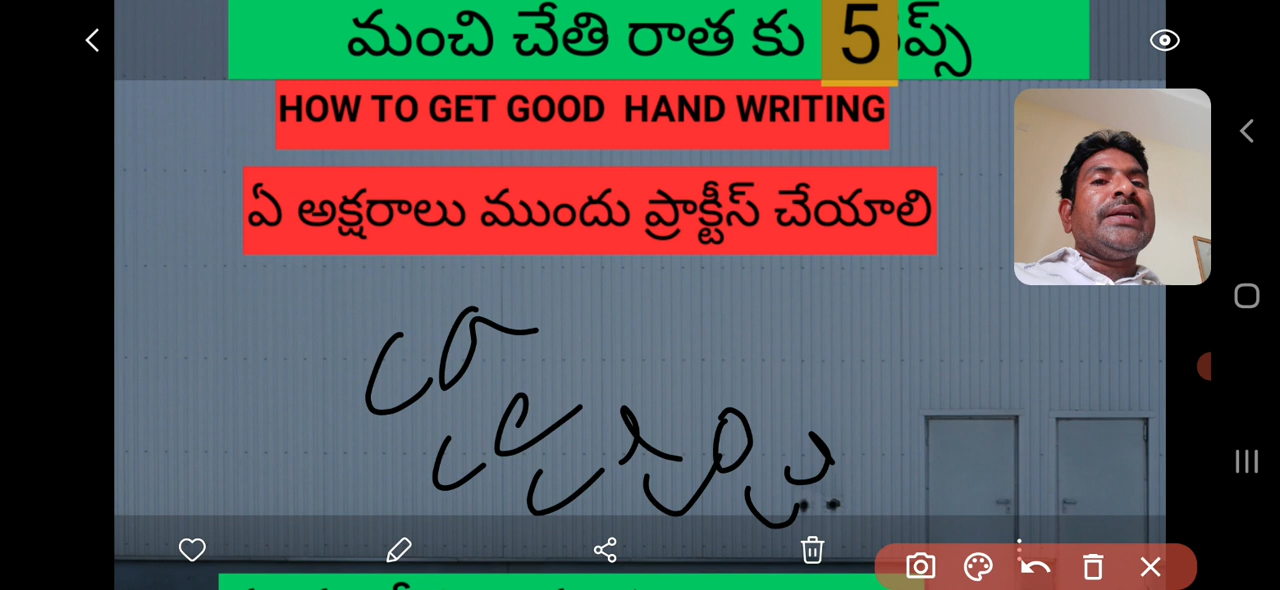 మంచి చేతి రాత కు 5 ప్స్
HOW TO GET GOOD HAND WRITING
ఏ అక్షరాలు ముందు ప్రాక్టీస్ చేయాలి